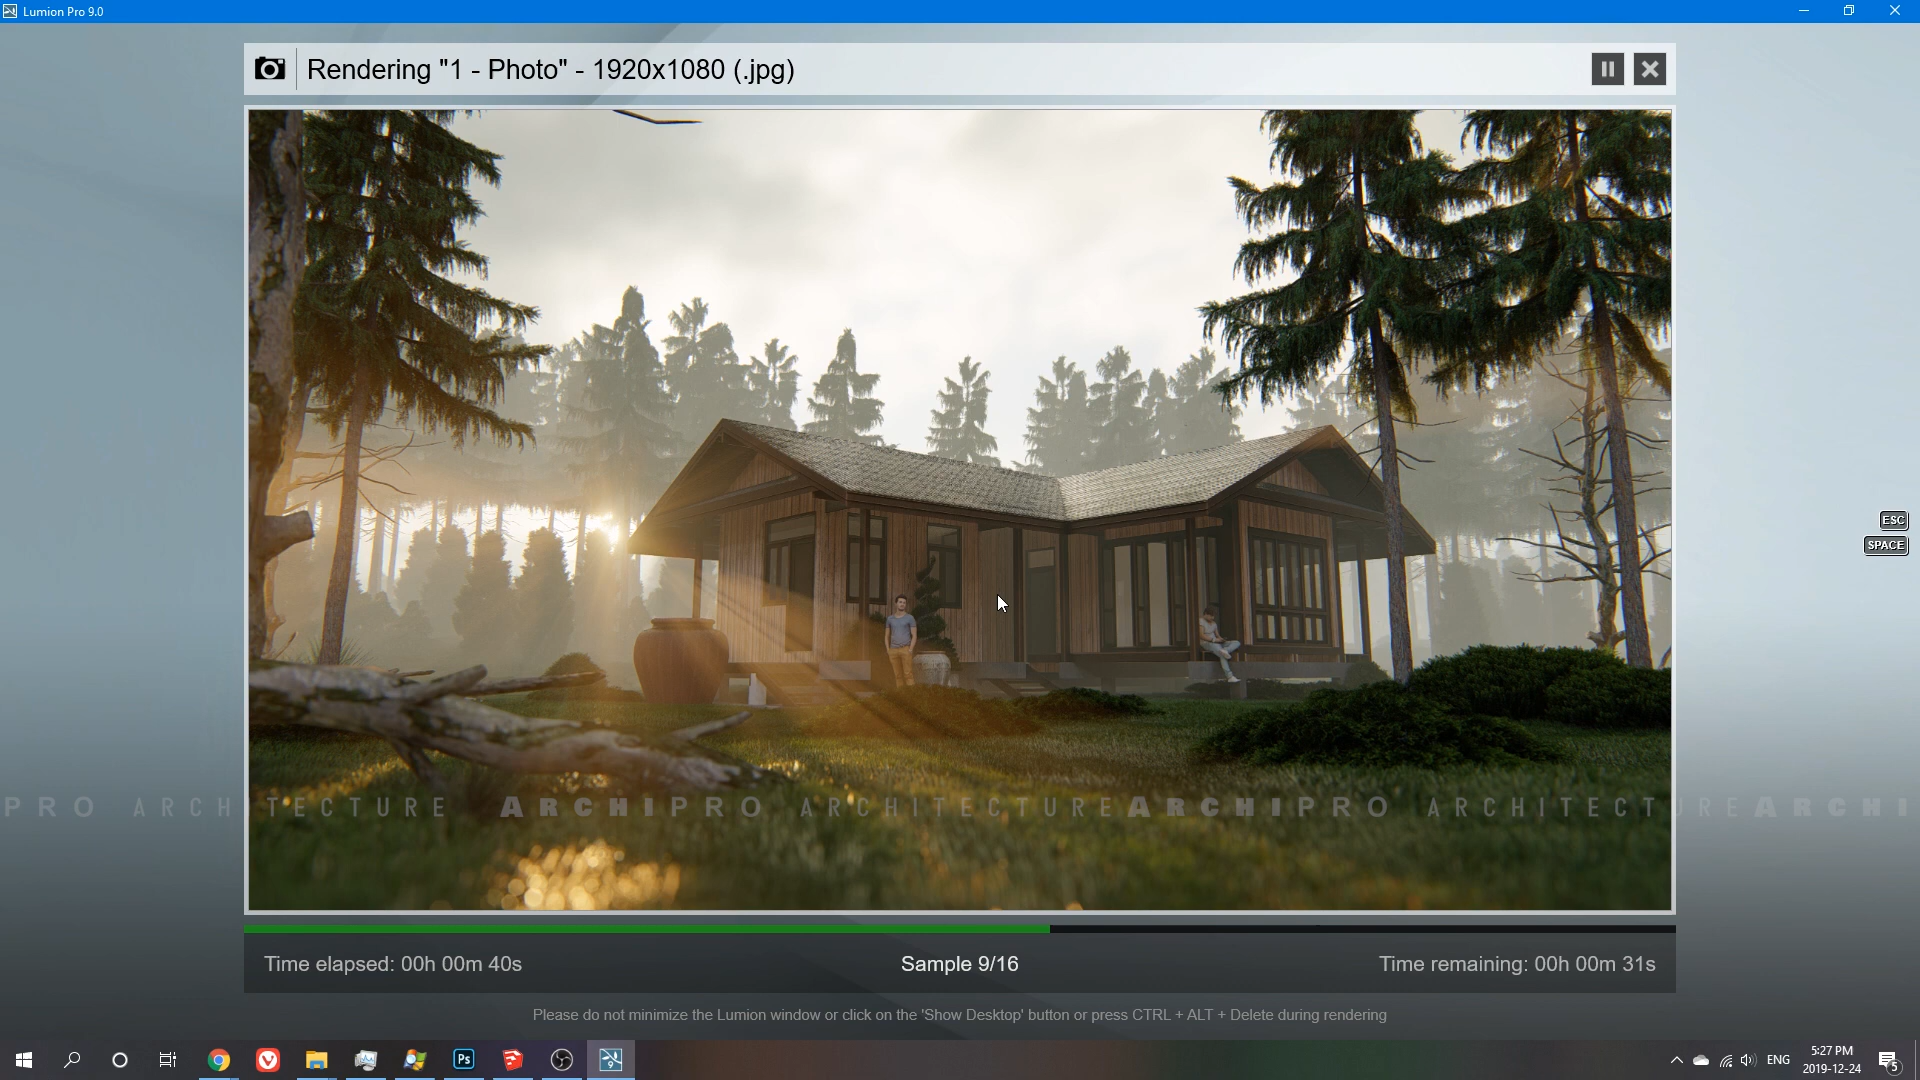 Lumion Pro 9.0
Rendering "1 - Photo" - 1920x1080 (.jpg)
ESC
SPACE
PRO ARCHITECTURE ARCHIPRO ARCHITECTURE ARCHIPRO ARCHITECTURE ARCHI
Time elapsed: 00h 00m 40s
Sample 9/16
Time remaining: 00h 00m 31s
Please do not minimize the Lumion window or click on the 'Show Desktop' button or press CTRL + ALT + Delete during rendering
Ps
9
ENG
5:27 PM
2019-12-24
5